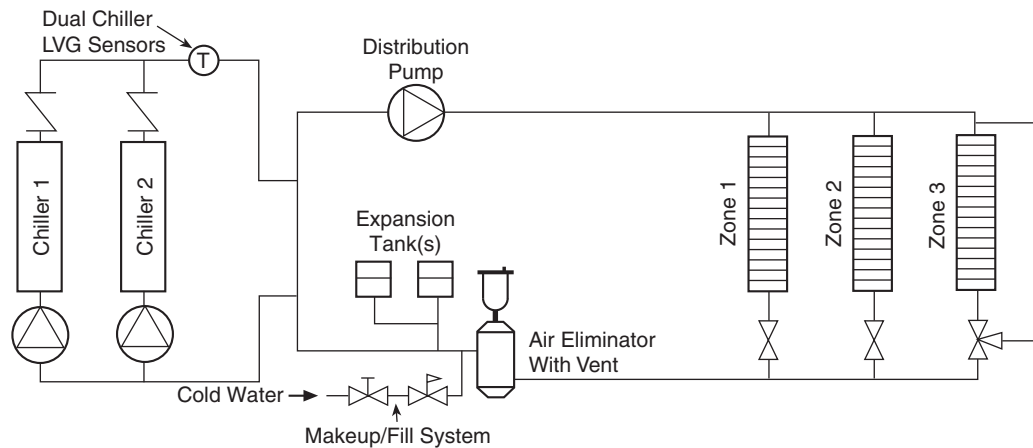 Dual Chiller
LVG Sensors
T
Distribution
Pump
Chiller 1
Chiller 2
Expansion
Tank(s)
Zone 1
Zone 2
Zone 3
Air Eliminator
With Vent
Cold Water
Makeup/Fill System